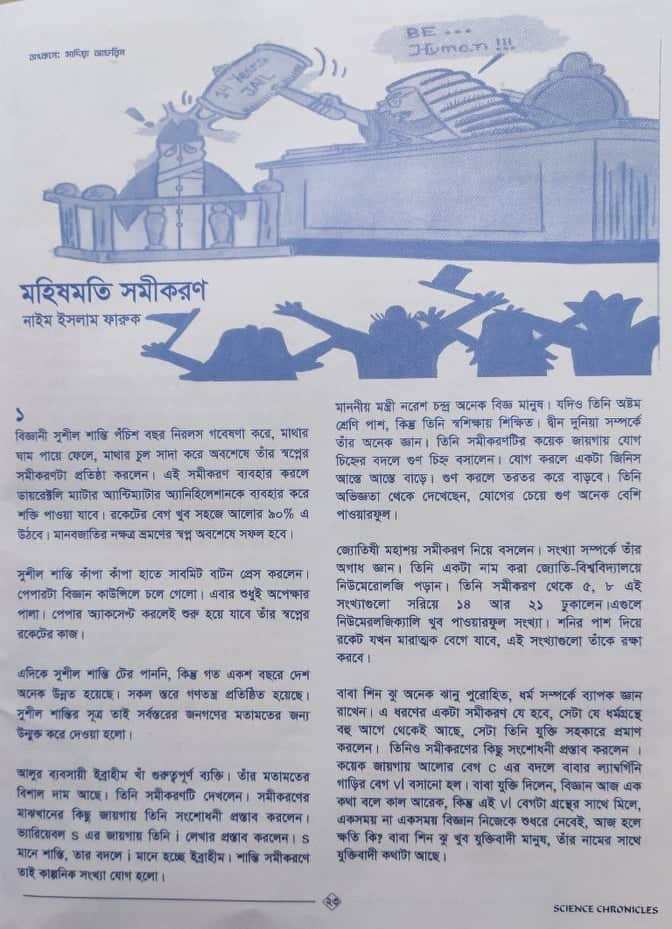 অলংকরণ: সাদিয়া আফরিন
BE ...
Human !!!
14 Years
JAIL
মহিষমতি সমীকরণ
নাইম ইসলাম ফারুক
১
বিজ্ঞানী সুশীল শান্তি পঁচিশ বছর নিরলস গবেষণা করে, মাথার
ঘাম পায়ে ফেলে, মাথার চুল সাদা করে অবশেষে তাঁর স্বপ্নের
সমীকরণটা প্রতিষ্ঠা করলেন। এই সমীকরণ ব্যবহার করলে
ডায়রেক্টলি ম্যাটার অ্যান্টিম্যাটার অ্যানিহিলেশানকে ব্যবহার করে
শক্তি পাওয়া যাবে। রকেটের বেগ খুব সহজে আলোর ৯০% এ
উঠবে। মানবজাতির নক্ষত্র ভ্রমণের স্বপ্ন অবশেষে সফল হবে।
সুশীল শান্তি কাঁপা কাঁপা হাতে সাবমিট বাটন প্রেস করলেন।
পেপারটা বিজ্ঞান কাউন্সিলে চলে গেলো। এবার শুধুই অপেক্ষার
পালা। পেপার অ্যাকসেপ্ট করলেই শুরু হয়ে যাবে তাঁর স্বপ্নের
রকেটের কাজ।
এদিকে সুশীল শান্তি টের পাননি, কিন্তু গত একশ বছরে দেশ
অনেক উন্নত হয়েছে। সকল স্তরে গণতন্ত্র প্রতিষ্ঠিত হয়েছে।
সুশীল শান্তির সূত্র তাই সর্বস্তরের জনগণের মতামতের জন্য
উন্মুক্ত করে দেওয়া হলো।
আলুর ব্যবসায়ী ইব্রাহীম খাঁ গুরুত্বপূর্ণ ব্যক্তি। তাঁর মতামতের
বিশাল দাম আছে। তিনি সমীকরণটি দেখলেন। সমীকরণের
মাঝখানের কিছু জায়গায় তিনি সংশোধনী প্রস্তাব করলেন।
ভ্যারিয়েবল s এর জায়গায় তিনি i লেখার প্রস্তাব করলেন। s
মানে শান্তি, তার বদলে i মানে হচ্ছে ইব্রাহীম। শান্তি সমীকরণে
তাই কাল্পনিক সংখ্যা যোগ হলো।
মাননীয় মন্ত্রী নরেশ চন্দ্র অনেক বিজ্ঞ মানুষ। যদিও তিনি অষ্টম
শ্রেণি পাশ, কিন্তু তিনি স্বশিক্ষায় শিক্ষিত। দ্বীন দুনিয়া সম্পর্কে
তাঁর অনেক জ্ঞান। তিনি সমীকরণটির কয়েক জায়গায় যোগ
চিহ্নের বদলে গুণ চিহ্ন বসালেন। যোগ করলে একটা জিনিস
আস্তে আস্তে বাড়ে। গুণ করলে তরতর করে বাড়বে। তিনি
অভিজ্ঞতা থেকে দেখেছেন, যোগের চেয়ে গুণ অনেক বেশি
পাওয়ারফুল।
জ্যোতিষী মহাশয় সমীকরণ নিয়ে বসলেন। সংখ্যা সম্পর্কে তাঁর
অগাধ জ্ঞান। তিনি একটা নাম করা জ্যোতি-বিশ্ববিদ্যালয়ে
নিউমেরোলজি পড়ান। তিনি সমীকরণ থেকে ৫, ৮ এই
সংখ্যাগুলো সরিয়ে ১৪ আর ২১ ঢুকালেন।এগুলে
নিউমেরলজিক্যালি খুব পাওয়ারফুল সংখ্যা। শনির পাশ দিয়ে
রকেট যখন মারাত্মক বেগে যাবে, এই সংখ্যাগুলো তাঁকে রক্ষা
করবে।
বাবা শিন ঝু অনেক ঝানু পুরোহিত, ধর্ম সম্পর্কে ব্যাপক জ্ঞান
রাখেন। এ ধরণের একটা সমীকরণ যে হবে, সেটা যে ধর্মগ্রন্থে
বহু আগে থেকেই আছে, সেটা তিনি যুক্তি সহকারে প্রমাণ
করলেন। তিনিও সমীকরণের কিছু সংশোধনী প্রস্তাব করলেন ।
কয়েক জায়গায় আলোর বেগ c এর বদলে বাবার ল্যাম্বর্গিনি
গাড়ির বেগ vl বসানো হল। বাবা যুক্তি দিলেন, বিজ্ঞান আজ এক
কথা বলে কাল আরেক, কিন্তু এই vl বেগটা গ্রন্থের সাথে মিলে,
একসময় না একসময় বিজ্ঞান নিজেকে শুধরে নেবেই, আজ হলে
ক্ষতি কি? বাবা শিন ঝু খুব যুক্তিবাদী মানুষ, তাঁর নামের সাথে
যুক্তিবাদী কথাটা আছে।
২৩
SCIENCE CHRONICLES